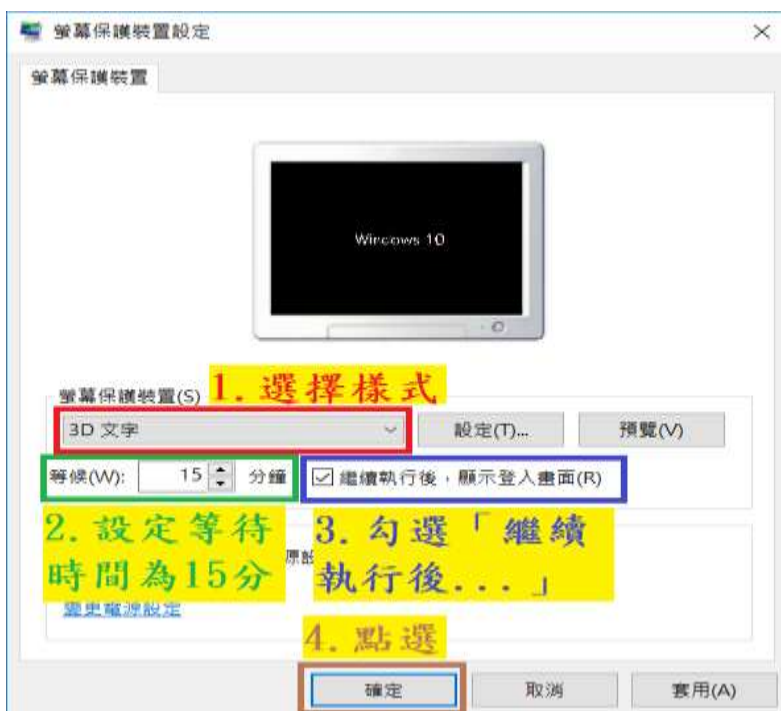 螢幕保護裝置設定
螢幕保護裝置
Windows 10
螢幕保護裝置(S)
1. 選擇樣式
3D 文字
設定(T)...
預覽(V)
等候(W): 15 分鐘
繼續執行後，顯示登入畫面(R)
2. 設定等待
時間為15分
3. 勾選「繼續
執行後...」
變更電源設定
4. 點選
確定
取消
套用(A)